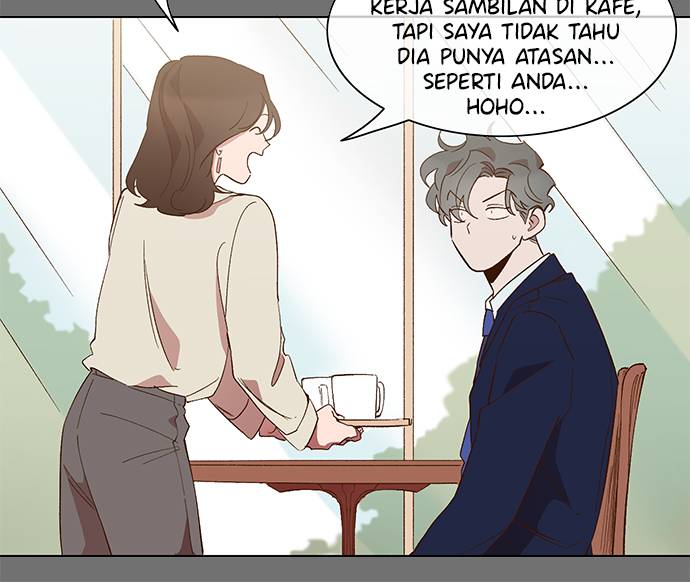 KERJA SAMBILAN DI KAFE,
TAPI SAYA TIDAK TAHU
DIA PUNYA ATASAN...
SEPERTI ANDA...
HOHO...